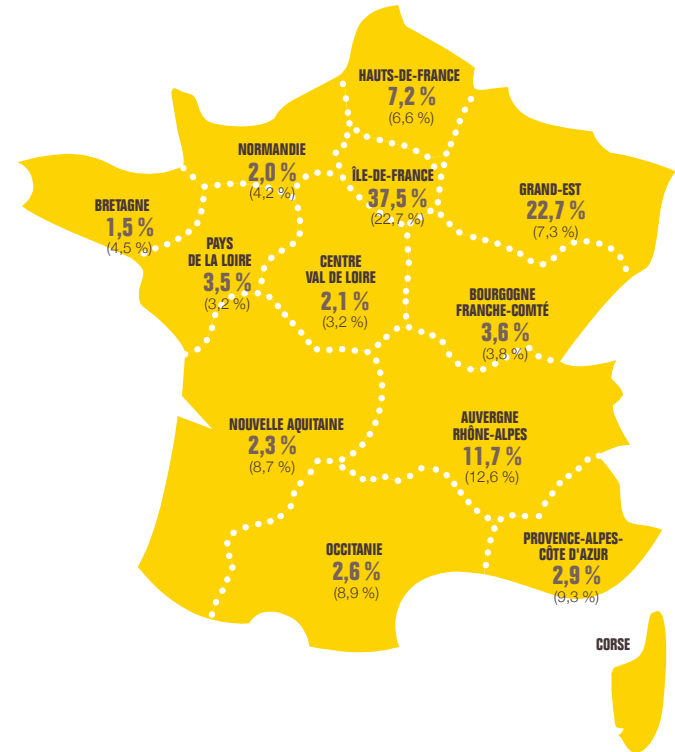 HAUTS-DE-FRANCE
7,2 %
(6,6 %)
NORMANDIE
2,0 %
(4,2 %)
ÎLE-DE-FRANCE
37,5 %
(22,7 %)
GRAND-EST
22,7 %
(7,3 %)
BRETAGNE
1,5 %
(4,5 %)
PAYS
DE LA LOIRE
3,5 %
(3,2 %)
CENTRE
VAL DE LOIRE
2,1 %
(3,2 %)
BOURGOGNE
FRANCHE-COMTÉ
3,6 %
(3,8 %)
NOUVELLE AQUITAINE
2,3 %
(8,7 %)
AUVERGNE
RHÔNE-ALPES
11,7 %
(12,6 %)
OCCITANIE
2,6 %
(8,9 %)
PROVENCE-ALPES-
CÔTE D'AZUR
2,9 %
(9,3 %)
CORSE